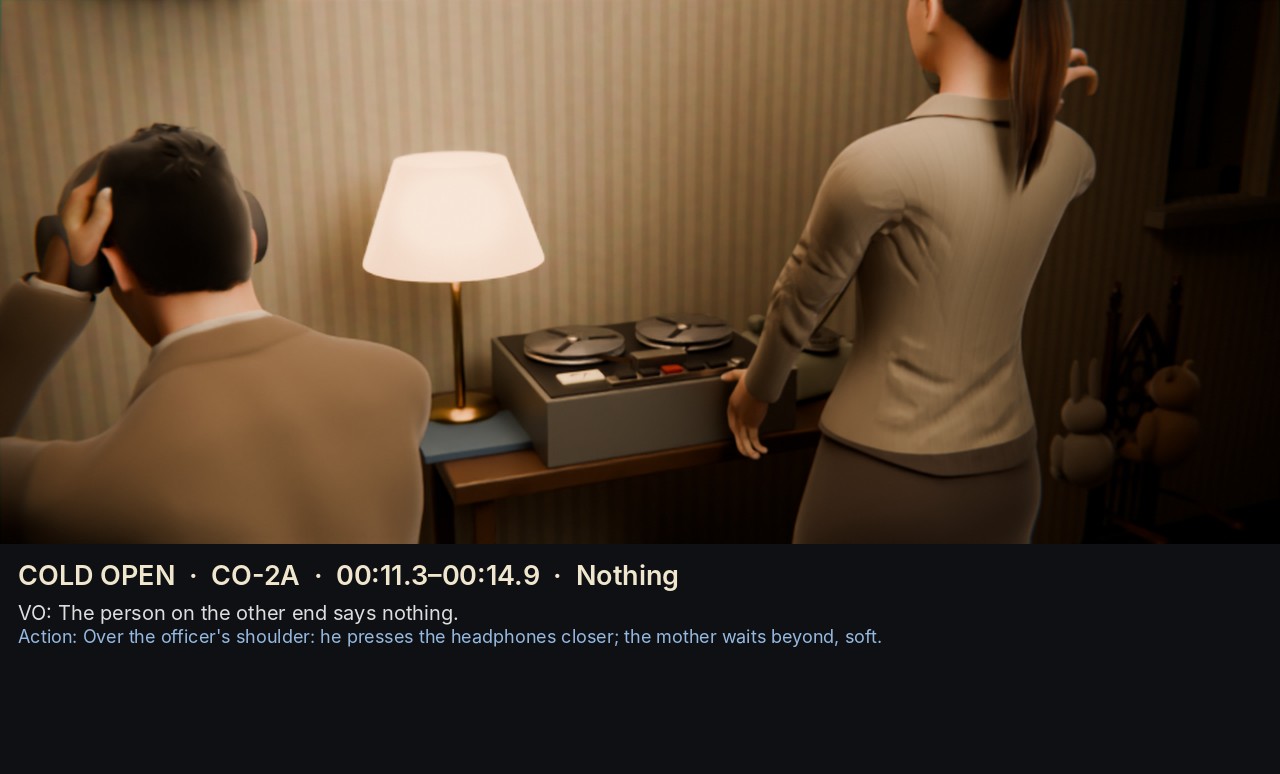 COLD OPEN · CO-2A · 00:11.3–00:14.9 · Nothing
VO: The person on the other end says nothing.
Action: Over the officer's shoulder: he presses the headphones closer; the mother waits beyond, soft.